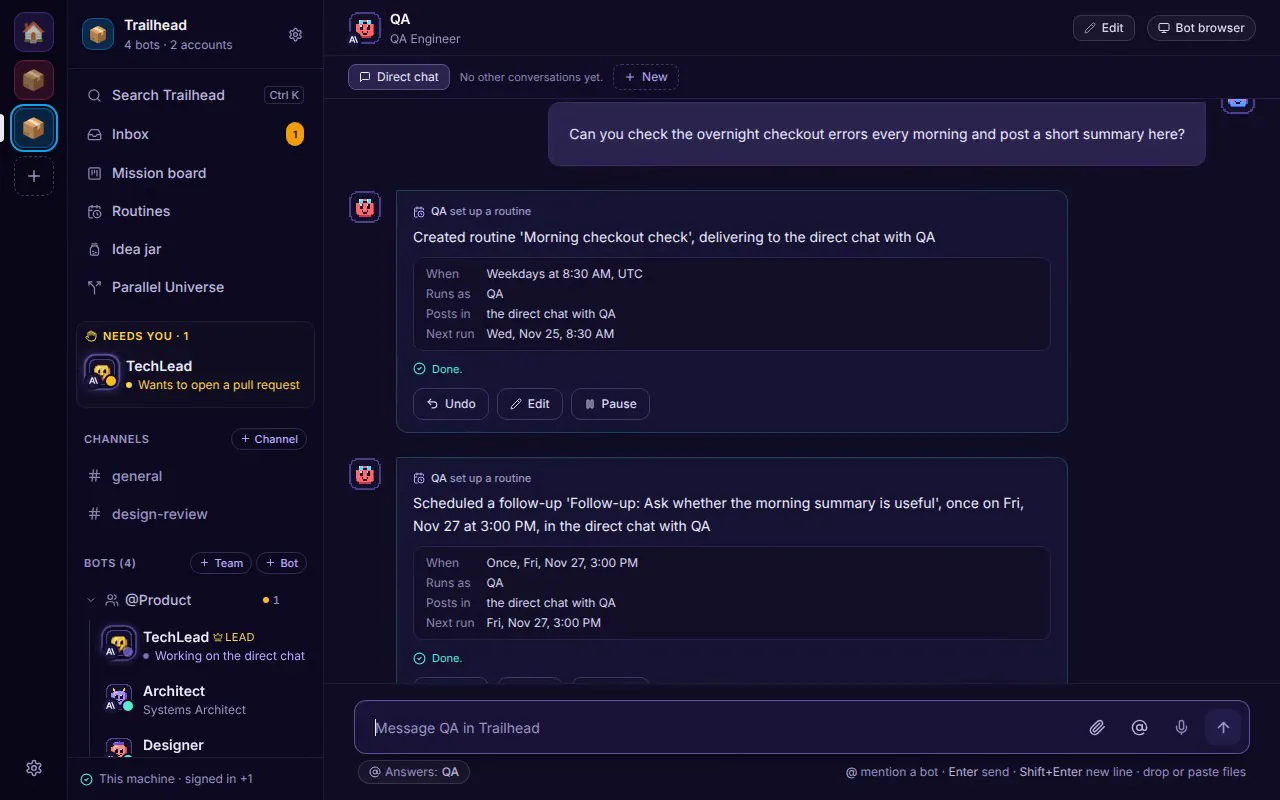 Trailhead
4 bots · 2 accounts
Search Trailhead
Ctrl K
Inbox
1
Mission board
Routines
Idea jar
Parallel Universe
NEEDS YOU · 1
TechLead
Wants to open a pull request
CHANNELS
+ Channel
# general
# design-review
BOTS (4)
+ Team
+ Bot
@Product
1
TechLead
LEAD
Working on the direct chat
Architect
Systems Architect
Designer
This machine · signed in +1
QA
QA Engineer
Edit
Bot browser
Direct chat
No other conversations yet.
+ New
Can you check the overnight checkout errors every morning and post a short summary here?
QA set up a routine
Created routine 'Morning checkout check', delivering to the direct chat with QA
When Weekdays at 8:30 AM, UTC
Runs as QA
Posts in the direct chat with QA
Next run Wed, Nov 25, 8:30 AM
Done.
Undo
Edit
Pause
QA set up a routine
Scheduled a follow-up 'Follow-up: Ask whether the morning summary is useful', once on Fri,
Nov 27 at 3:00 PM, in the direct chat with QA
When Once, Fri, Nov 27, 3:00 PM
Runs as QA
Posts in the direct chat with QA
Next run Fri, Nov 27, 3:00 PM
Done.
Message QA in Trailhead
@ Answers: QA
@ mention a bot · Enter send · Shift+Enter new line · drop or paste files